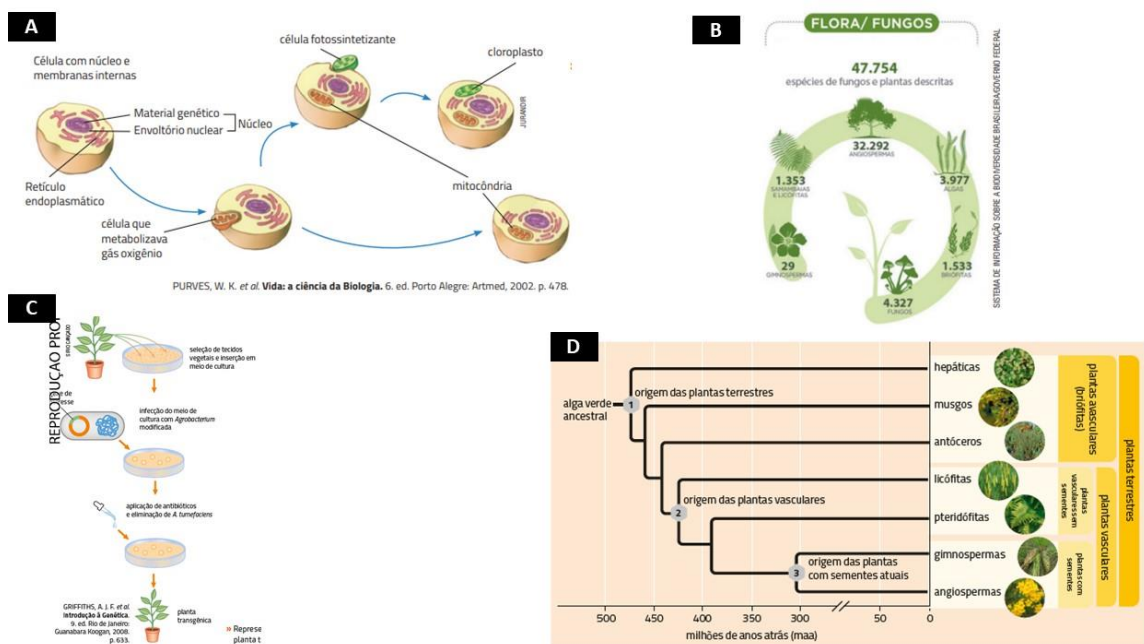 A
Célula com núcleo e
membranas internas
Material genético
Envoltório nuclear
Núcleo
Retículo
endoplasmático
célula que
metabolizava
gás oxigênio
célula fotossintetizante
cloroplasto
mitocôndria
JURANDIR
PURVES, W. K. et al. Vida: a ciência da Biologia. 6. ed. Porto Alegre: Artmed, 2002. p. 478.
B
FLORA/ FUNGOS
47.754
espécies de fungos e plantas descritas
32.292
ANGIOSPERMAS
1.353
SAMAMBAIAS
E LICÓFITAS
3.977
ALGAS
29
GIMNOSPERMAS
1.533
BRIÓFITAS
4.327
FUNGOS
SISTEMA DE INFORMAÇÃO SOBRE A BIODIVERSIDADE BRASILEIRA/GOVERNO FEDERAL
C
REPRODUÇÃO PROI
seleção de tecidos
vegetais e inserção em
meio de cultura
infecção do meio de
cultura com Agrobacterium
modificada
aplicação de antibióticos
e eliminação de A. tumefaciens
planta
transgênica
GRIFFITHS, A. J. F. et al.
Introdução à Genética.
9. ed. Rio de Janeiro:
Guanabara Koogan, 2008.
p. 633.
» Represe
planta t
D
alga verde
ancestral
1
origem das plantas terrestres
2
origem das plantas vasculares
3
origem das plantas
com sementes atuais
hepáticas
musgos
antóceros
licófitas
pteridófitas
gimnospermas
angiospermas
plantas avasculares
(briófitas)
plantas
vasculares sem
sementes
plantas com
sementes
plantas vasculares
plantas terrestres
500 450 400 350 300 250 50 0
milhões de anos atrás (maa)